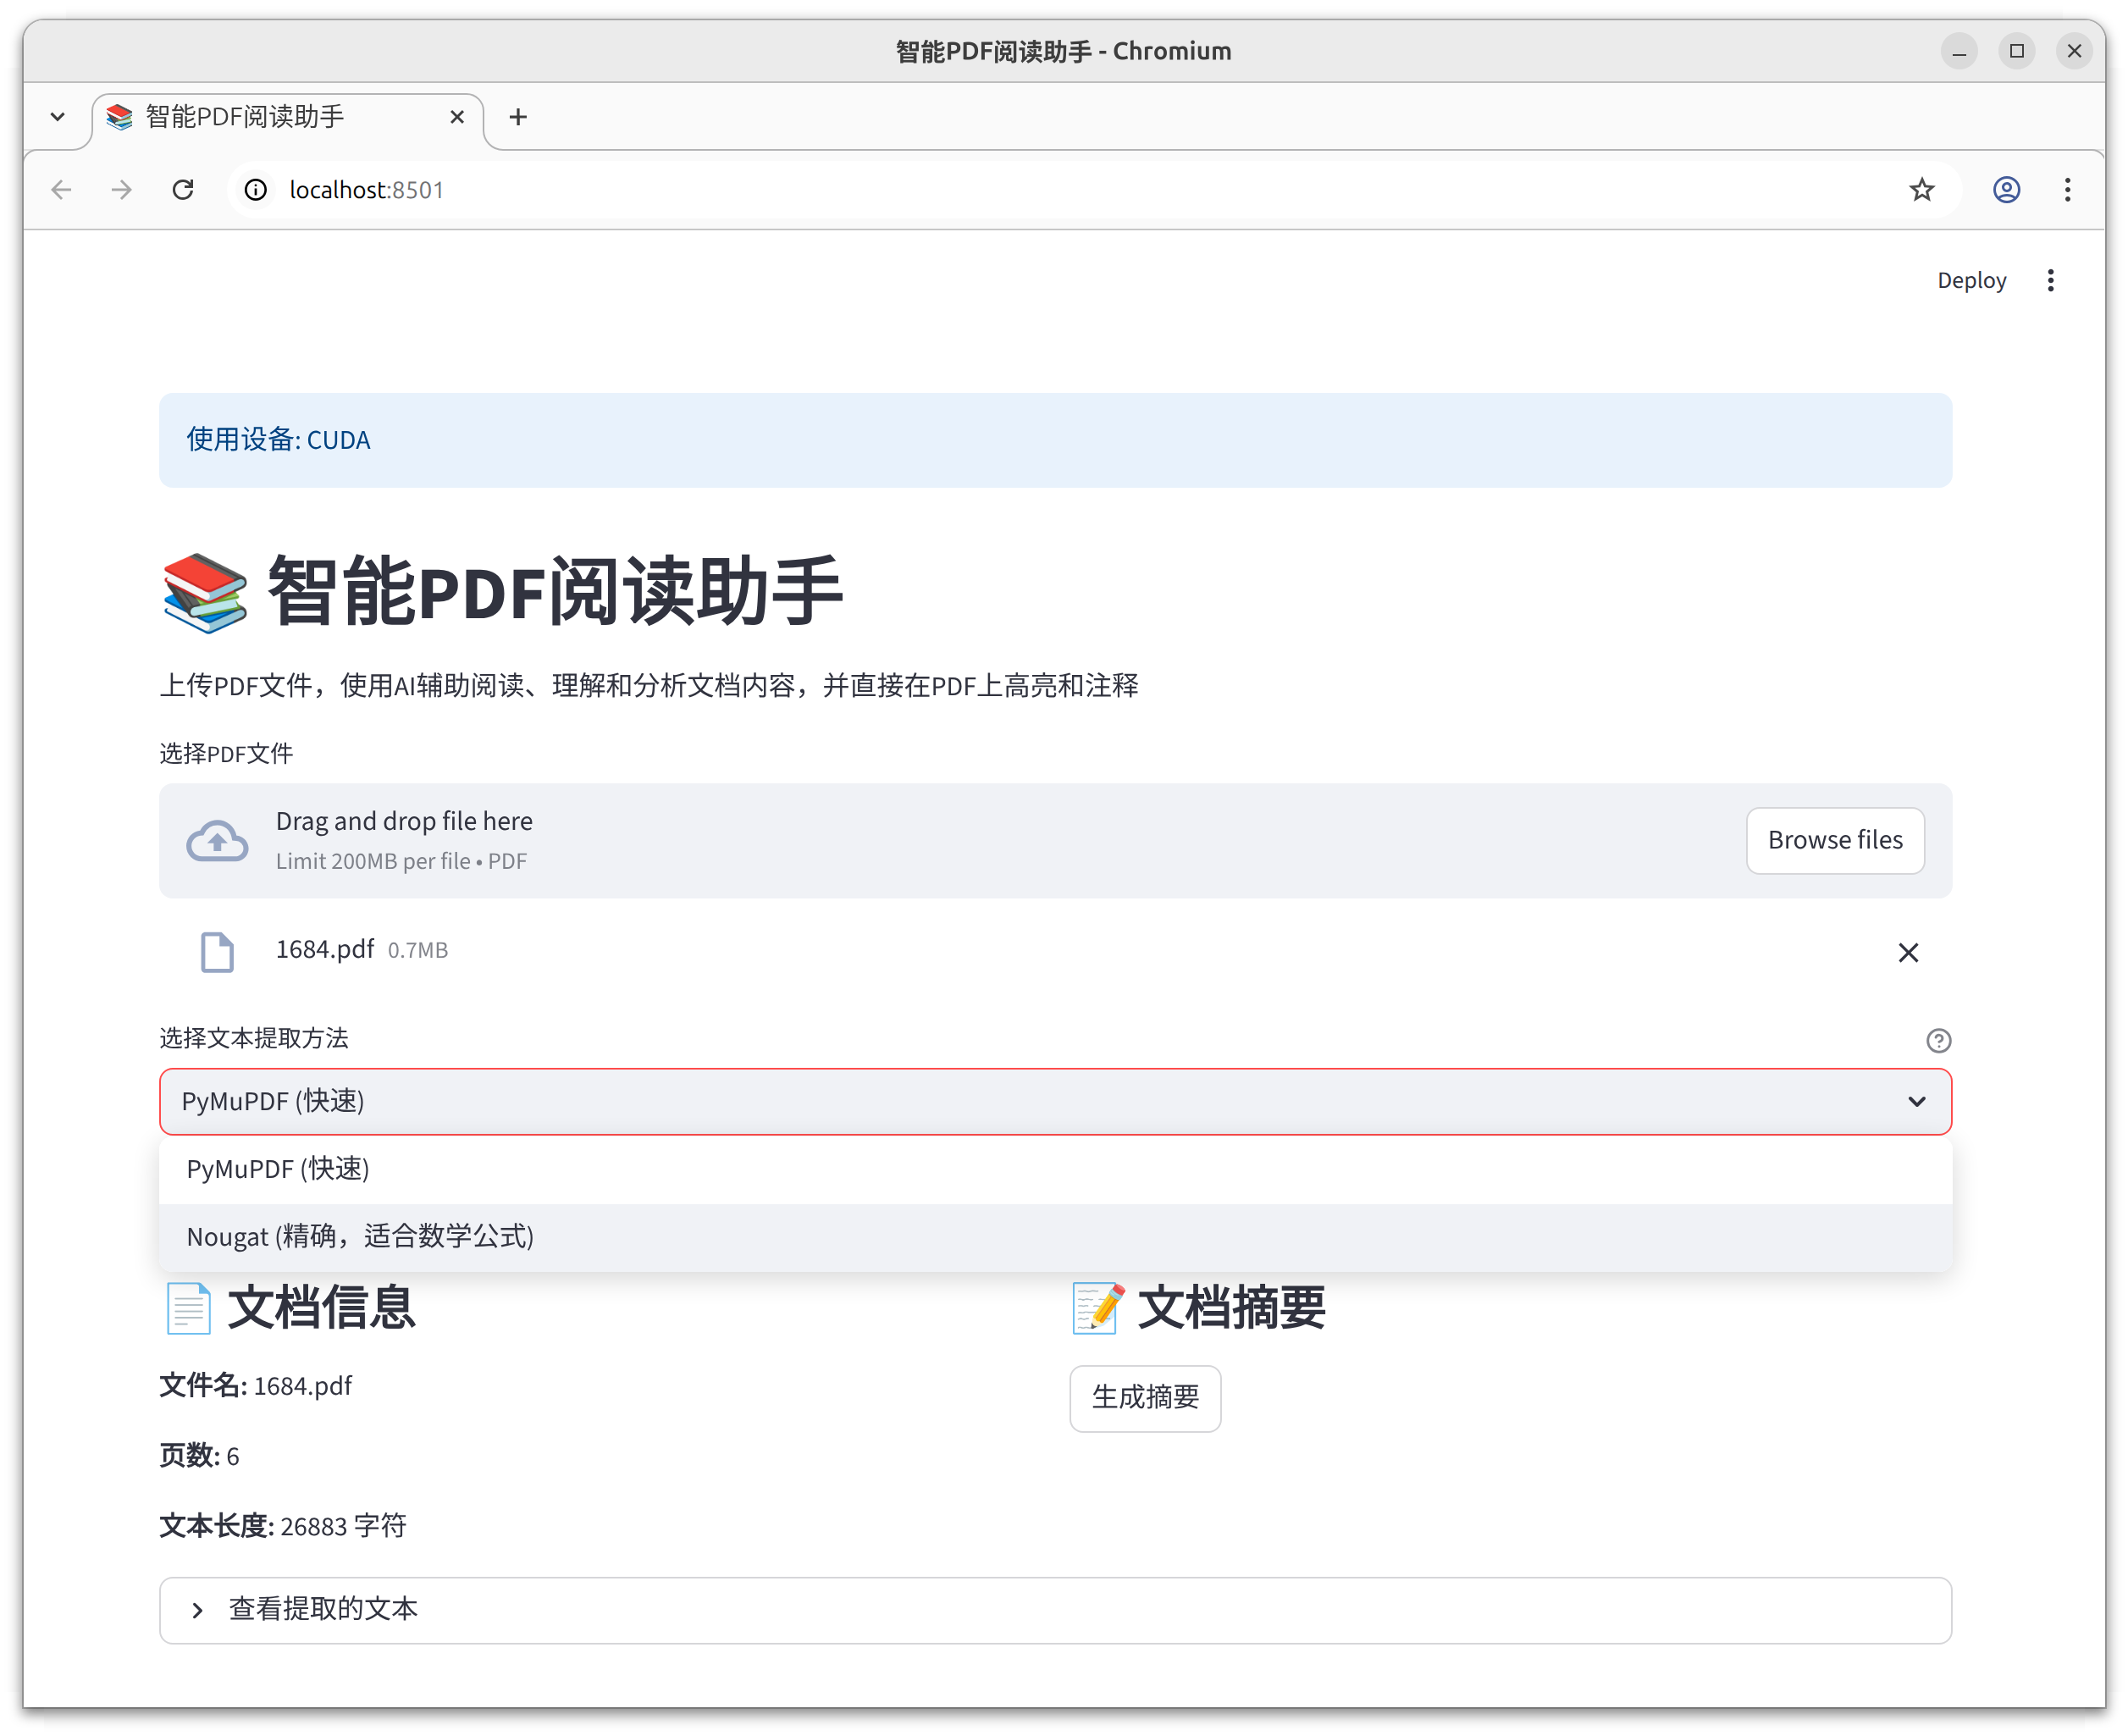 智能PDF阅读助手 - Chromium
智能PDF阅读助手
localhost:8501
Deploy
使用设备: CUDA
智能PDF阅读助手
上传PDF文件，使用AI辅助阅读、理解和分析文档内容，并直接在PDF上高亮和注释
选择PDF文件
Drag and drop file here
Limit 200MB per file • PDF
Browse files
1684.pdf 0.7MB
选择文本提取方法
PyMuPDF (快速)
PyMuPDF (快速)
Nougat (精确，适合数学公式)
文档信息
文件名: 1684.pdf
页数: 6
文本长度: 26883 字符
文档摘要
生成摘要
查看提取的文本